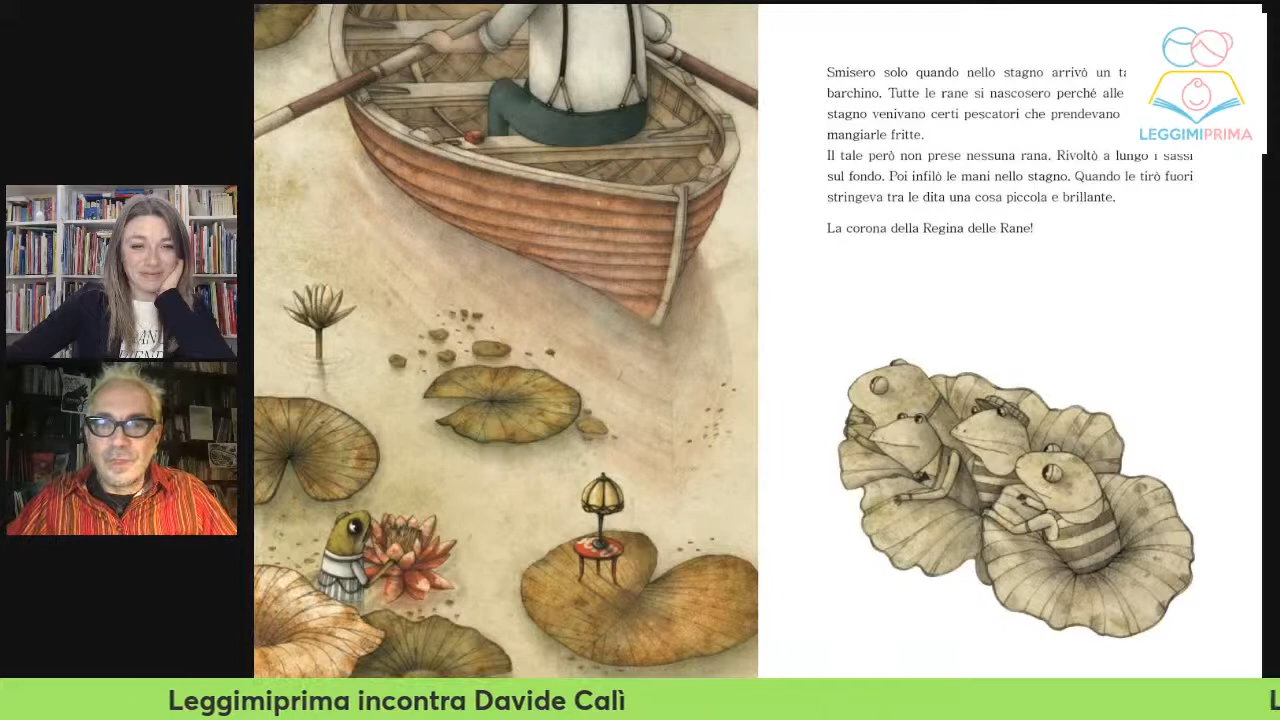 Smisero solo quando nello stagno arrivò un
barchino. Tutte le rane si nascosero perché alle
stagno venivano certi pescatori che prendevano
mangiarle fritte.
Il tale però non prese nessuna rana. Rivoltò a lungo i sassi
sul fondo. Poi infilò le mani nello stagno. Quando le tirò fuori
stringeva tra le dita una cosa piccola e brillante.
La corona della Regina delle Rane!
LEGGIMIPRIMA
Leggimiprima incontra Davide Calì
L